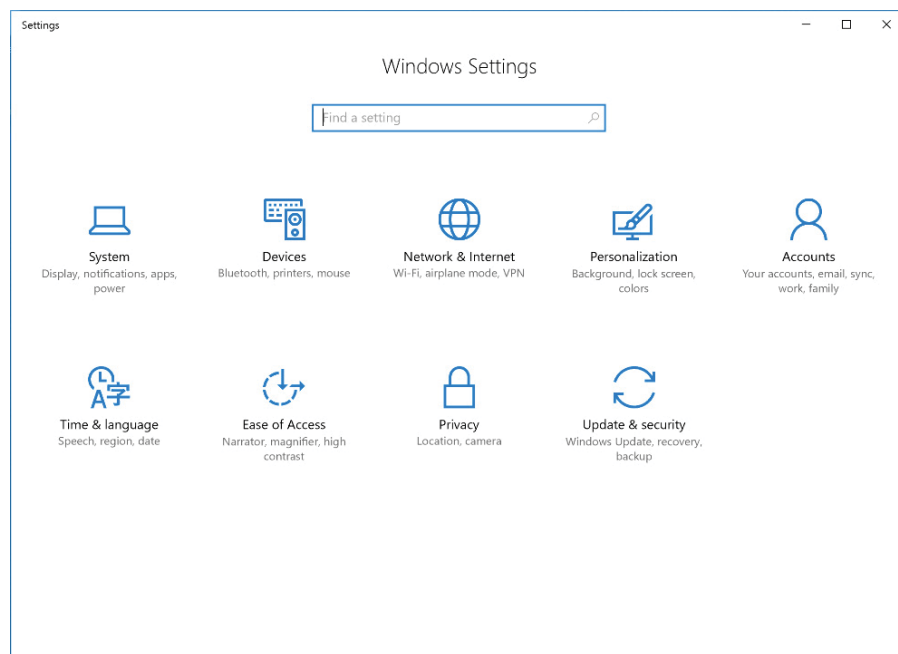 Settings
Windows Settings
Find a setting
System
Display, notifications, apps,
power
Devices
Bluetooth, printers, mouse
Network & Internet
Wi-Fi, airplane mode, VPN
Personalization
Background, lock screen,
colors
Accounts
Your accounts, email, sync,
work, family
A字
Time & language
Speech, region, date
Ease of Access
Narrator, magnifier, high
contrast
Privacy
Location, camera
Update & security
Windows Update, recovery,
backup